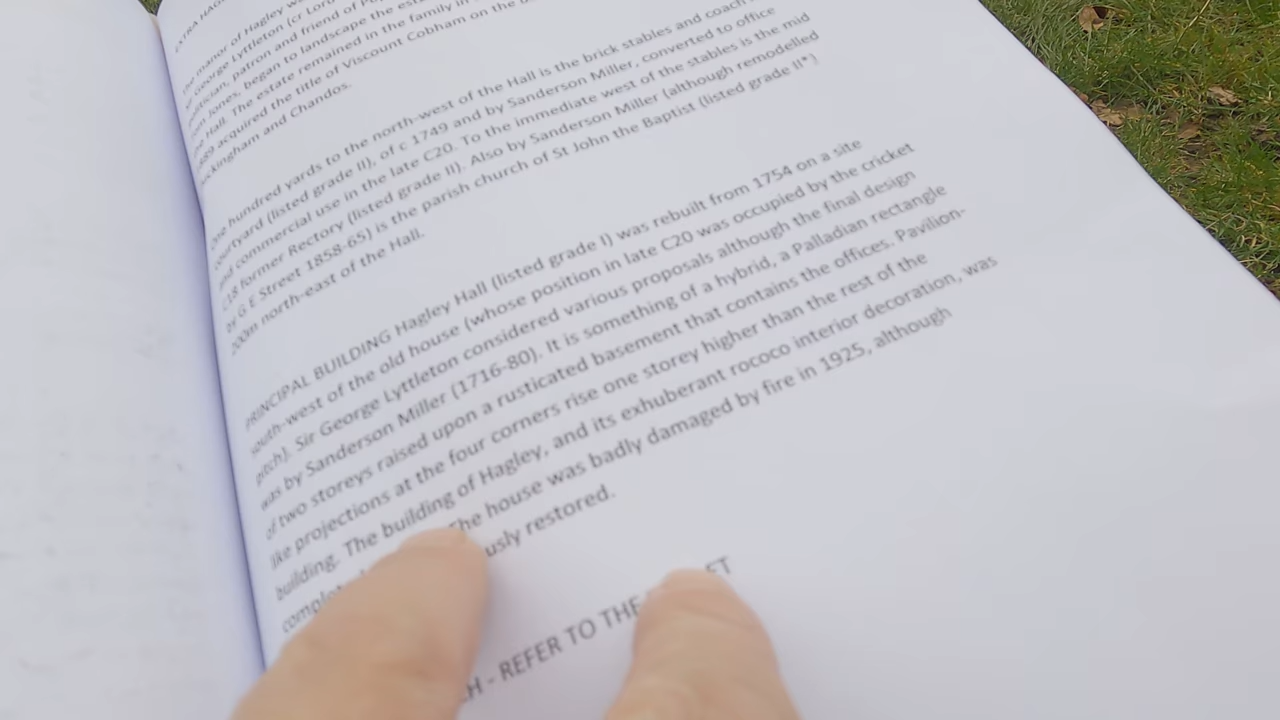 EXTRA HAG
the manor of Hagley w
Sir George Lyttleton (cr Lord
politician, patron and friend of Po
Jones, began to landscape the esta
the Hall. The estate remained in the family in
1889 acquired the title of Viscount Cobham on the
Buckingham and Chandos.
One hundred yards to the north-west of the Hall is the brick stables and coach
courtyard (listed grade II), of c 1749 and by Sanderson Miller, converted to office
and commercial use in the late C20. To the immediate west of the stables is the mid
C18 former Rectory (listed grade II). Also by Sanderson Miller (although remodelled
by G. E Street 1858-65) is the parish church of St John the Baptist (listed grade II*)
200m north-east of the Hall.
PRINCIPAL BUILDING Hagley Hall (listed grade I) was rebuilt from 1754 on a site
south-west of the old house (whose position in late C20 was occupied by the cricket
pitch). Sir George Lyttleton considered various proposals although the final design
was by Sanderson Miller (1716-80). It is something of a hybrid, a Palladian rectangle
of two storeys raised upon a rusticated basement that contains the offices. Pavilion-
like projections at the four corners rise one storey higher than the rest of the
building. The building of Hagley, and its exhuberant rococo interior decoration, was
complet The house was badly damaged by fire in 1925, although
usly restored.
CH - REFER TO THE ET